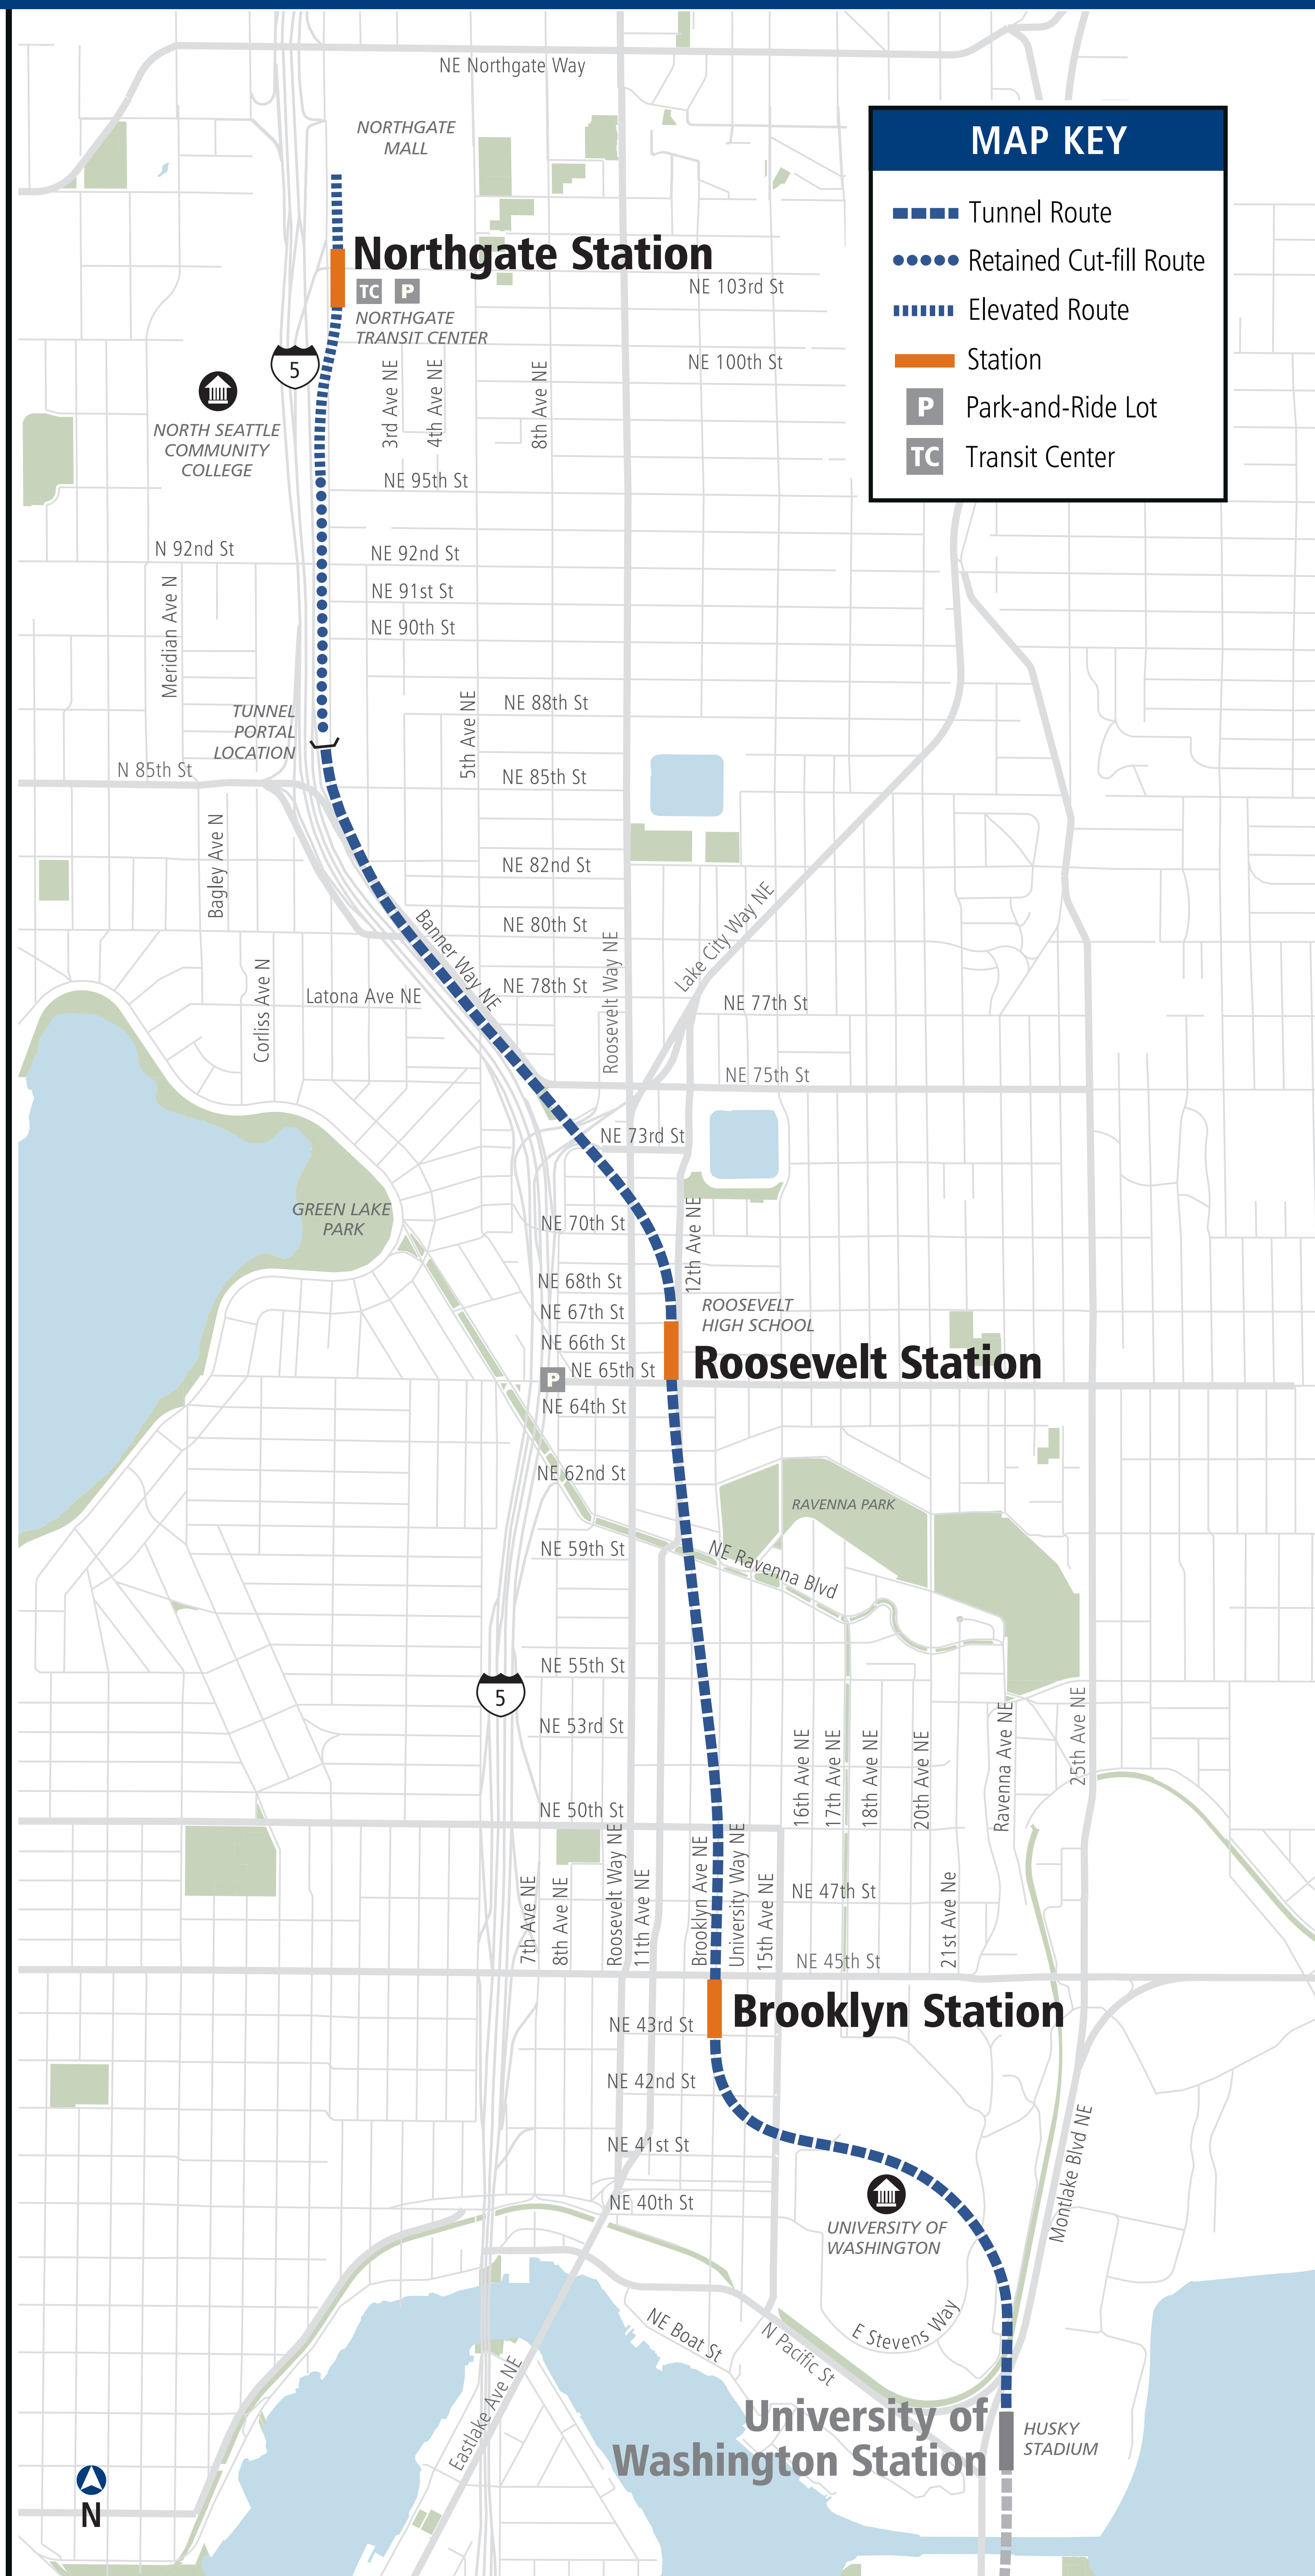 NE Northgate Way
NORTHGATE
MALL
MAP KEY
Tunnel Route
Retained Cut-fill Route
Elevated Route
Station
P
Park-and-Ride Lot
TC
Transit Center
Northgate Station
TC
P
NORTHGATE
TRANSIT CENTER
NE 103rd St
5
NE 100th St
3rd Ave NE
4th Ave NE
8th Ave NE
NORTH SEATTLE
COMMUNITY
COLLEGE
NE 95th St
N 92nd St
NE 92nd St
NE 91st St
NE 90th St
Meridian Ave N
TUNNEL
PORTAL
LOCATION
5th Ave NE
NE 88th St
N 85th St
NE 85th St
Bagley Ave N
NE 82nd St
NE 80th St
Banner Way NE
Roosevelt Way NE
Lake City Way NE
Corliss Ave N
Latona Ave NE
NE 78th St
NE 77th St
NE 75th St
NE 73rd St
GREEN LAKE
PARK
NE 70th St
12th Ave NE
NE 68th St
NE 67th St
ROOSEVELT
HIGH SCHOOL
NE 66th St
Roosevelt Station
P
NE 65th St
NE 64th St
NE 62nd St
RAVENNA PARK
NE 59th St
NE Ravenna Blvd
NE 55th St
5
NE 53rd St
16th Ave NE
17th Ave NE
18th Ave NE
20th Ave NE
Ravenna Ave NE
25th Ave NE
NE 50th St
7th Ave NE
8th Ave NE
Roosevelt Way NE
11th Ave NE
Brooklyn Ave NE
University Way NE
15th Ave NE
NE 47th St
21st Ave Ne
NE 45th St
Brooklyn Station
NE 43rd St
NE 42nd St
NE 41st St
NE 40th St
Montlake Blvd NE
UNIVERSITY OF
WASHINGTON
E Stevens Way
NE Boat St
N Pacific St
Eastlake Ave NE
University of
Washington Station
HUSKY
STADIUM
N